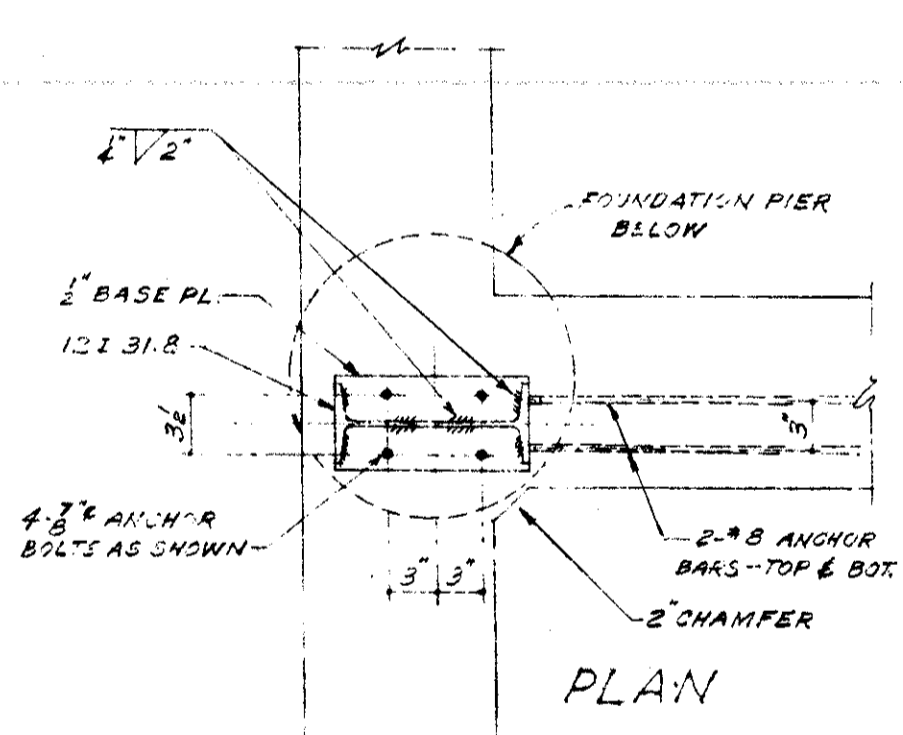 1/4" 2"
FOUNDATION PIER
BELOW
1/2" BASE PL.
12 I 31.8
3 1/2"
3"
4-7/8"⌀ ANCHOR
BOLTS AS SHOWN
2-#8 ANCHOR
BARS--TOP & BOT.
3" 3"
2" CHAMFER
PLAN